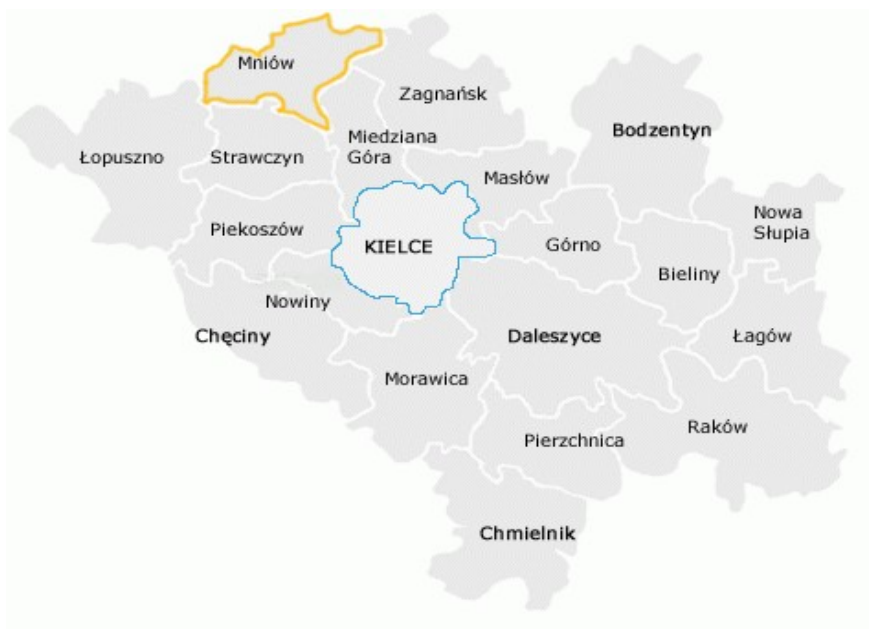 Mniów
Zagnańsk
Bodzentyn
Miedziana
Góra
Łopuszno
Strawczyn
Masłów
Nowa
Słupia
Piekoszów
KIELCE
Górno
Bieliny
Nowiny
Chęciny
Daleszyce
Łagów
Morawica
Raków
Pierzchnica
Chmielnik